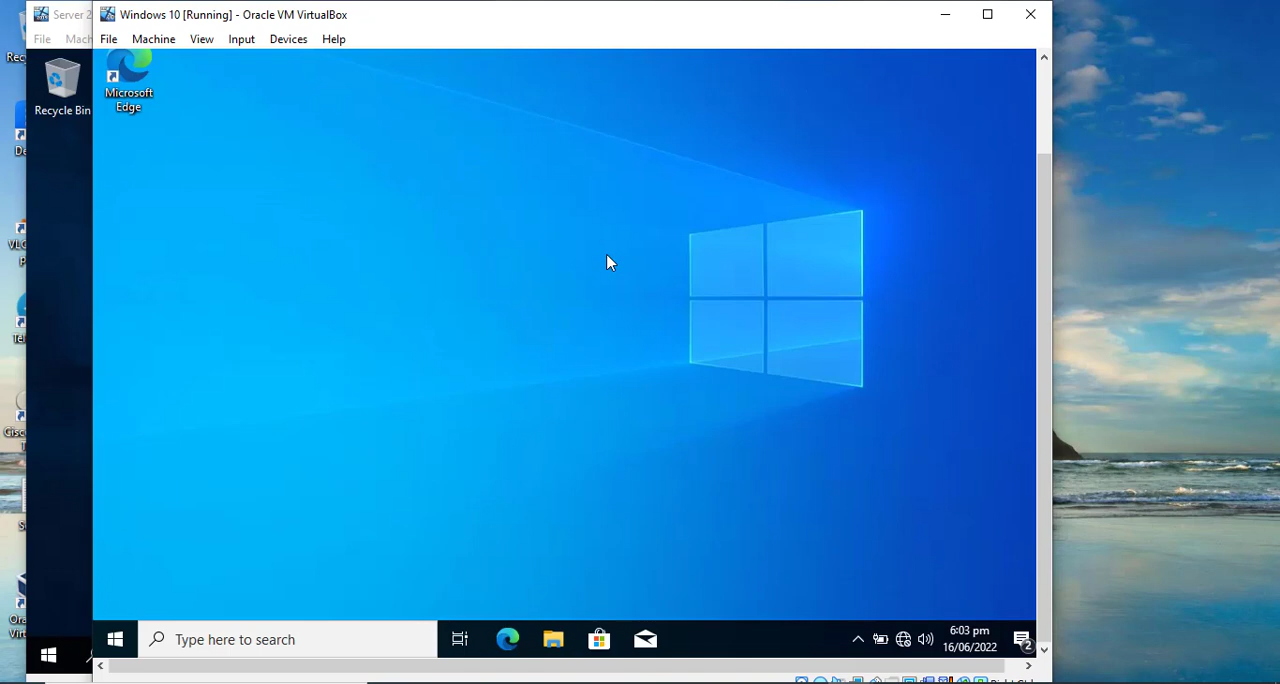 Server 2
Windows 10 [Running] - Oracle VM VirtualBox
File
Mach
File Machine View Input Devices Help
Recycle Bin
Microsoft
Edge
Type here to search
6:03 pm
16/06/2022
2